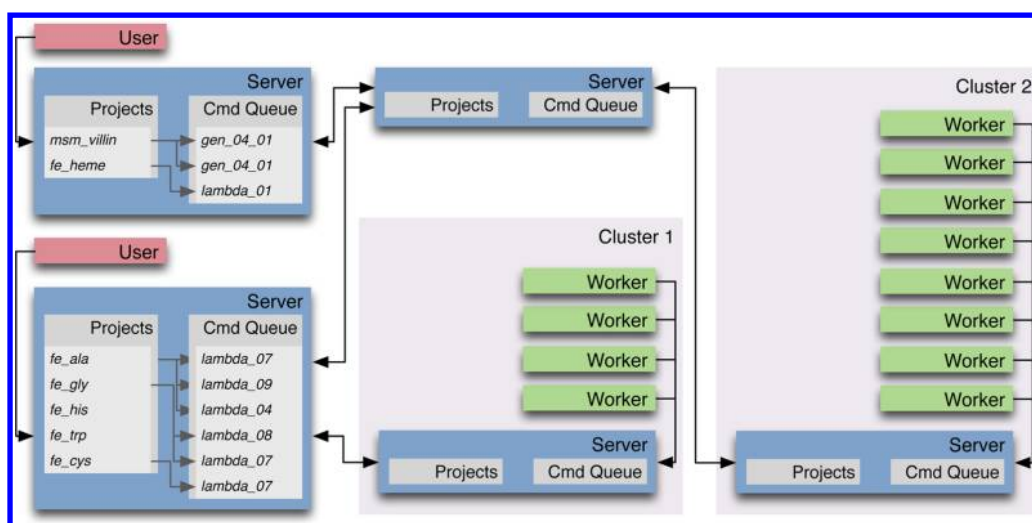 User
Server
Projects
Cmd Queue
msm_villin
gen_04_01
fe_heme
gen_04_01
lambda_01
User
Server
Projects
Cmd Queue
fe_ala
lambda_07
fe_gly
lambda_09
fe_his
lambda_04
fe_trp
lambda_08
fe_cys
lambda_07
lambda_07
Server
Projects
Cmd Queue
Cluster 1
Worker
Worker
Worker
Worker
Server
Projects
Cmd Queue
Cluster 2
Worker
Worker
Worker
Worker
Worker
Worker
Worker
Worker
Server
Projects
Cmd Queue